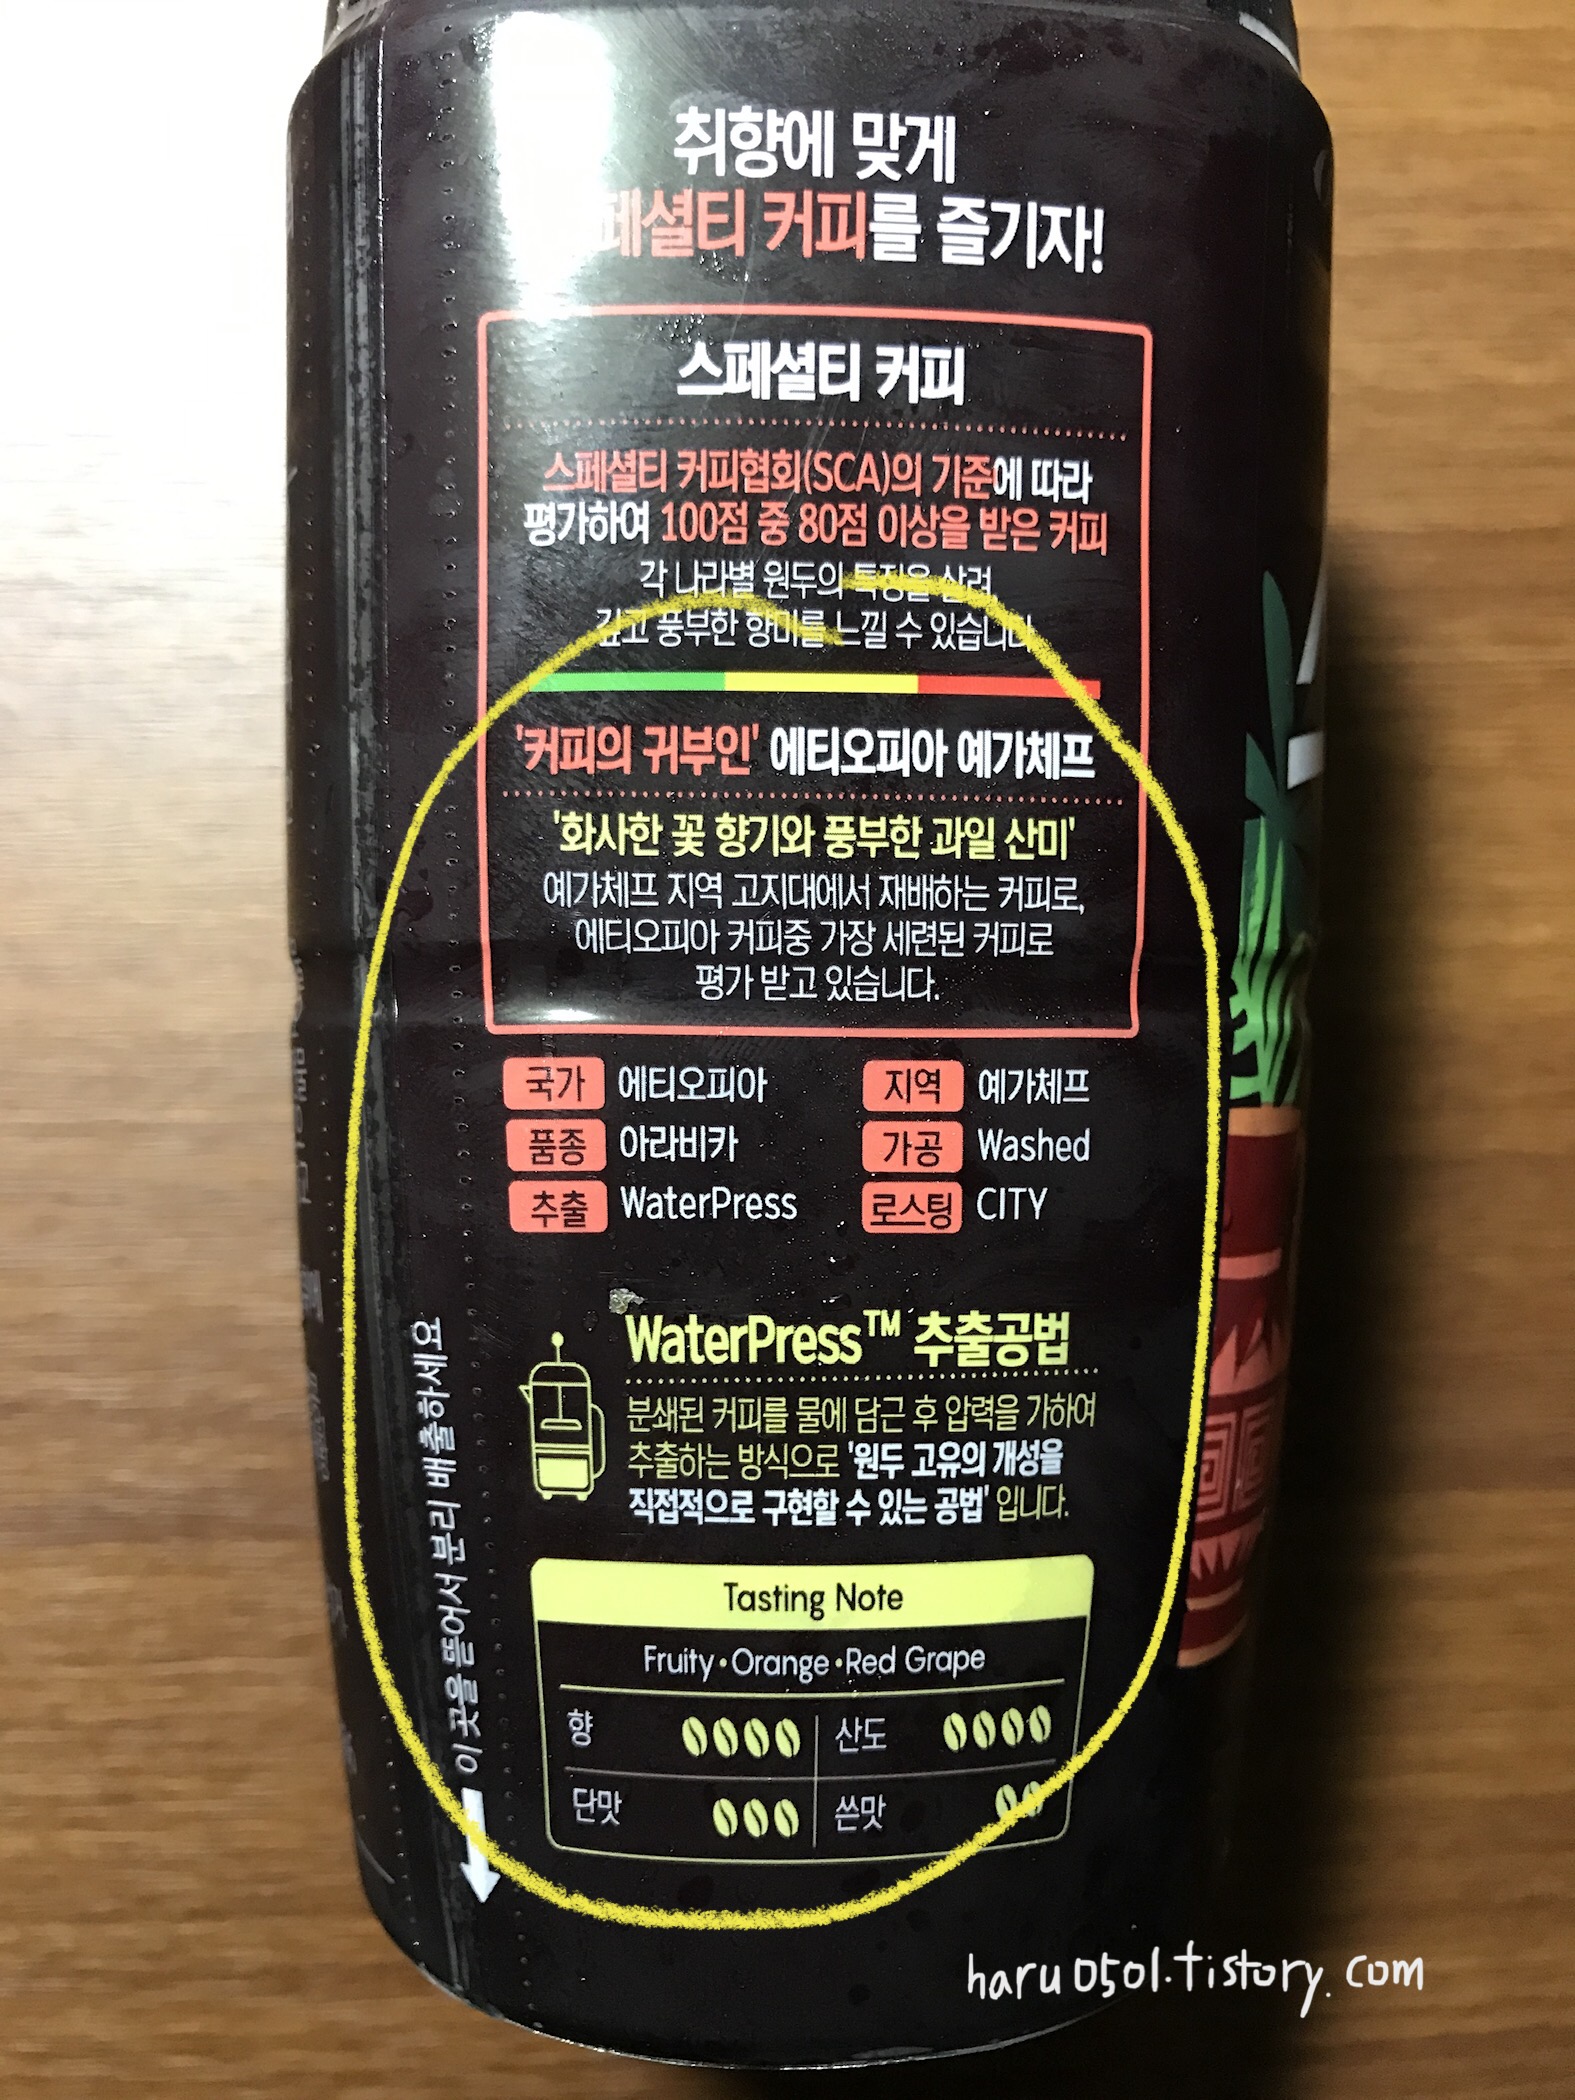 취향에 맞게
스페셜티 커피를 즐기자!
스페셜티 커피
스페셜티 커피협회(SCA)의 기준에 따라
평가하여 100점 중 80점 이상을 받은 커피
각 나라별 원두의 특징을 살려
깊고 풍부한 향미를 느낄 수 있습니다
'커피의 귀부인' 에티오피아 예가체프
'화사한 꽃 향기와 풍부한 과일 산미'
예가체프 지역 고지대에서 재배하는 커피로,
에티오피아 커피중 가장 세련된 커피로
평가 받고 있습니다.
국가 에티오피아 지역 예가체프
품종 아라비카 가공 Washed
추출 WaterPress 로스팅 CITY
WaterPress™ 추출공법
분쇄된 커피를 물에 담근 후 압력을 가하여
추출하는 방식으로 '원두 고유의 개성을
직접적으로 구현할 수 있는 공법' 입니다.
Tasting Note
Fruity·Orange·Red Grape
향 산도
단맛 쓴맛
이 곳을 뜯어서 분리 배출하세요
haru0501.tistory.com